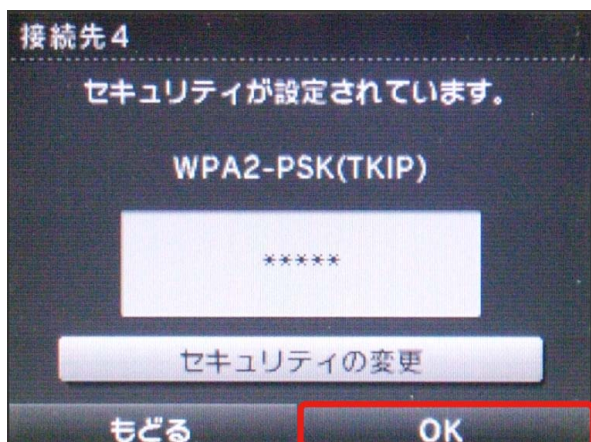 接続先4
セキュリティが設定されています。
WPA2-PSK(TKIP)
*****
セキュリティの変更
もどる
OK